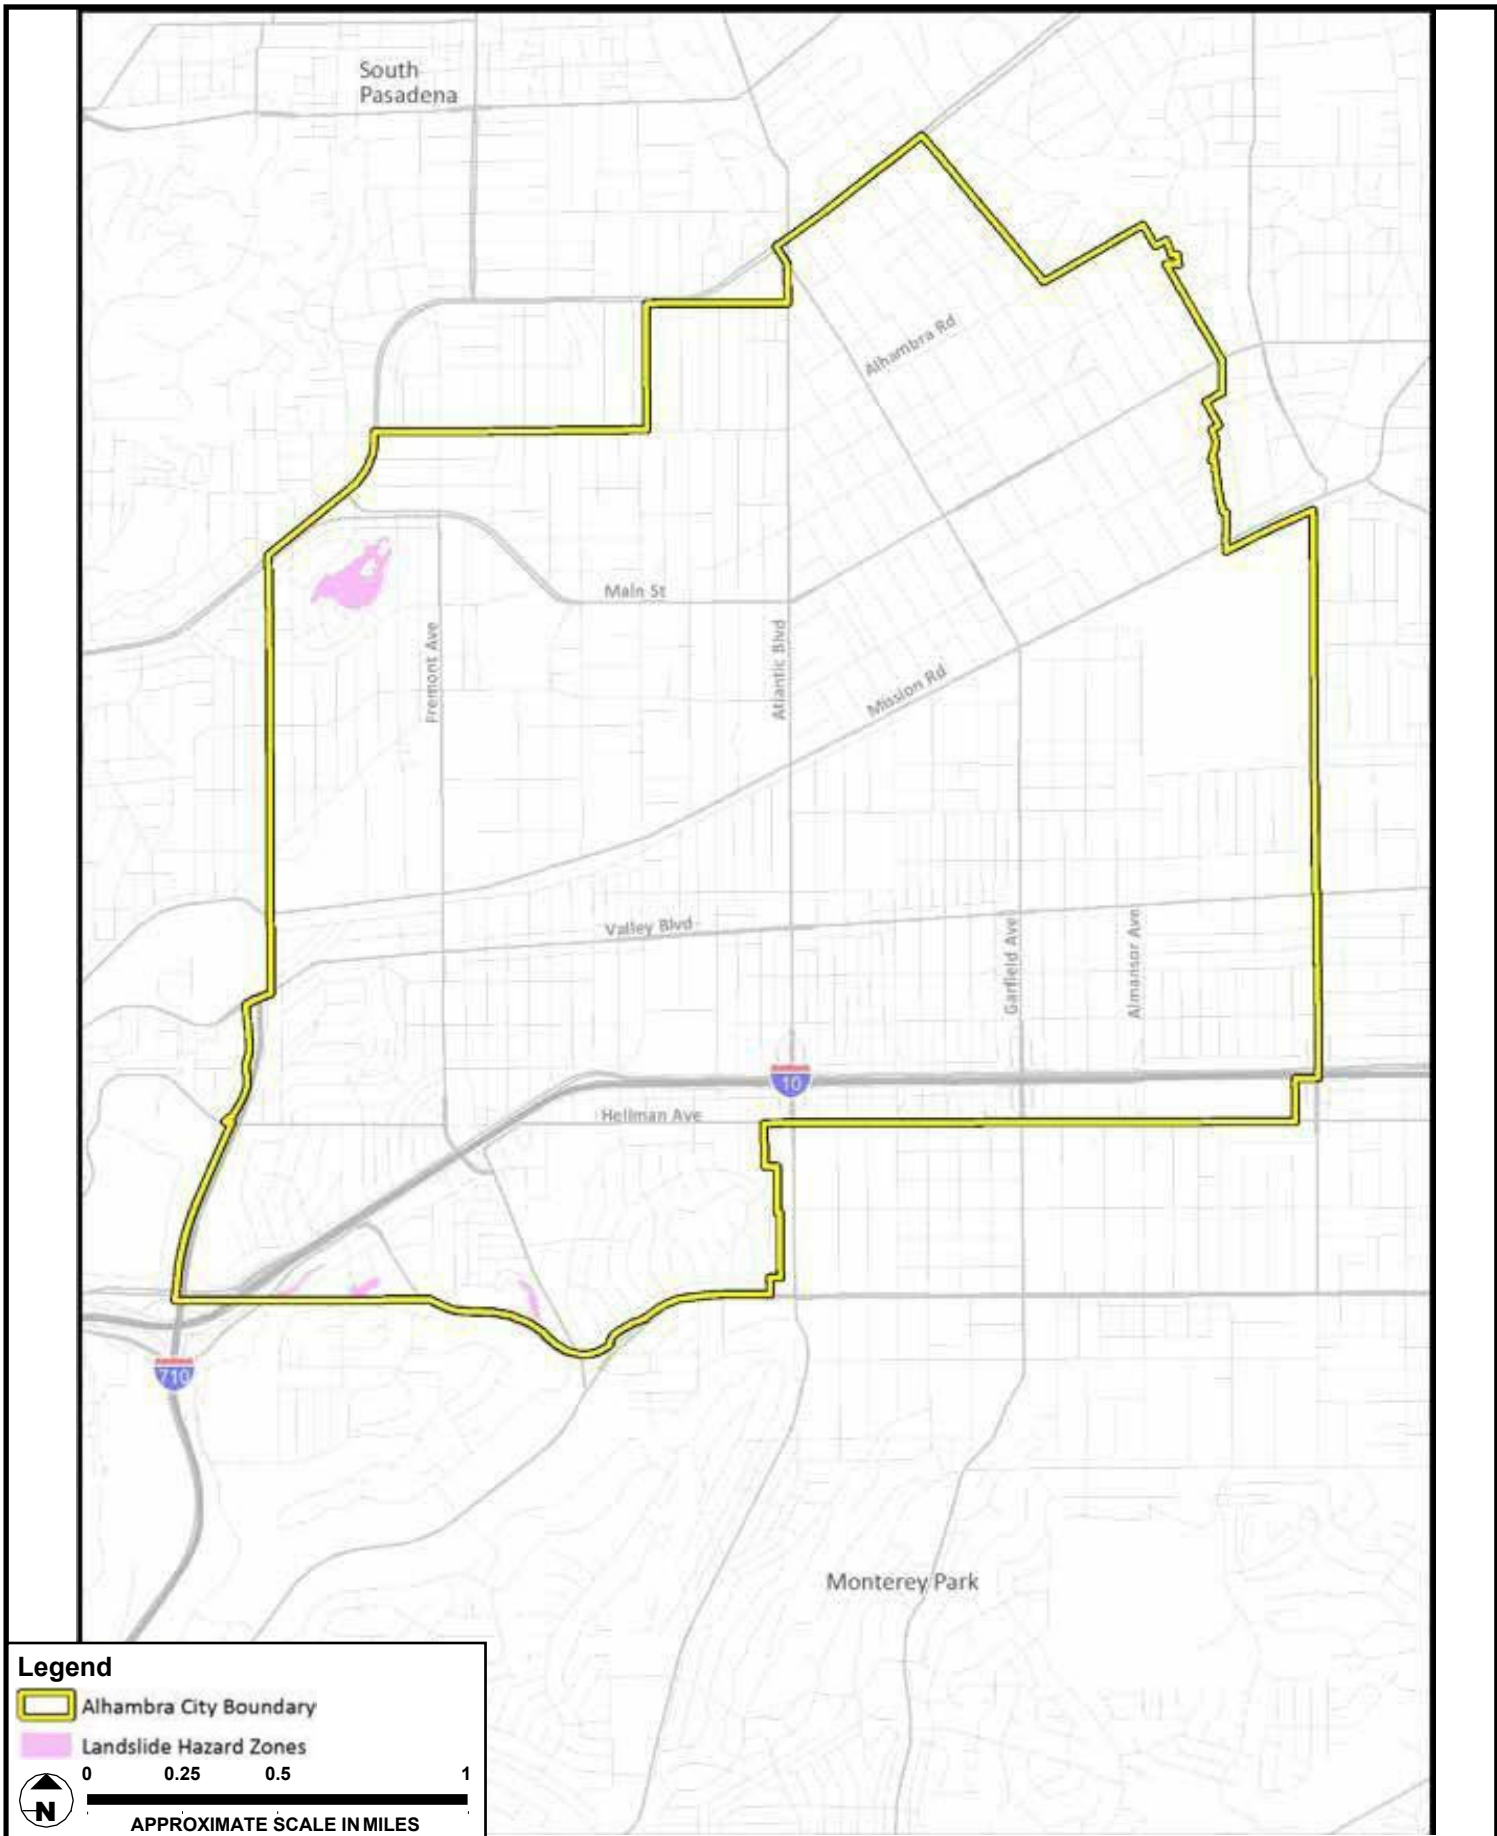 South
Pasadena
Alhambra Rd
Main St
Fremont Ave
Atlantic Blvd
Mission Rd
Valley Blvd
Garfield Ave
Almansor Ave
10
Hellman Ave
710
Monterey Park
Legend
Alhambra City Boundary
Landslide Hazard Zones
0 0.25 0.5 1
N
APPROXIMATE SCALE IN MILES